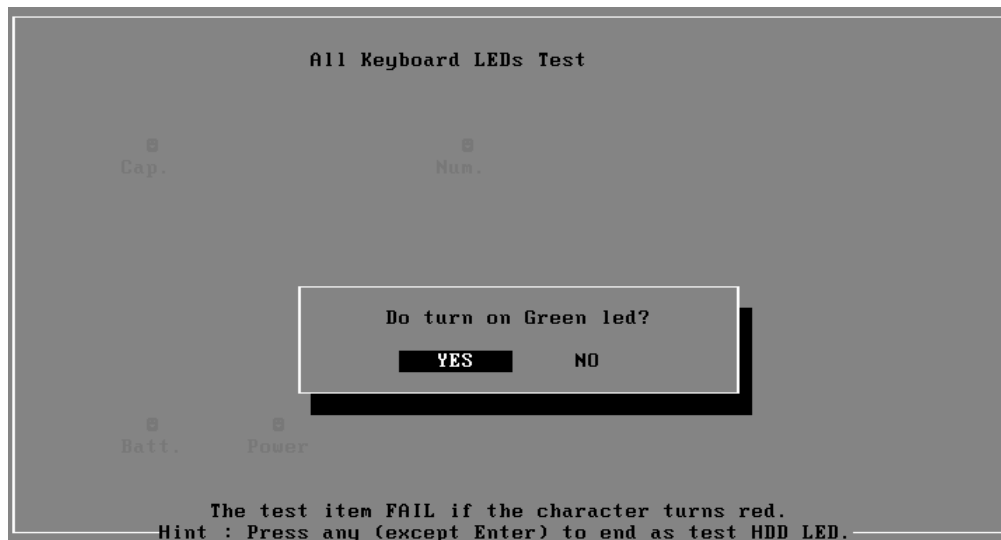 All Keyboard LEDs Test
Cap. Num.
Do turn on Green led?
YES NO
Batt. Power
The test item FAIL if the character turns red.
Hint : Press any (except Enter) to end as test HDD LED.